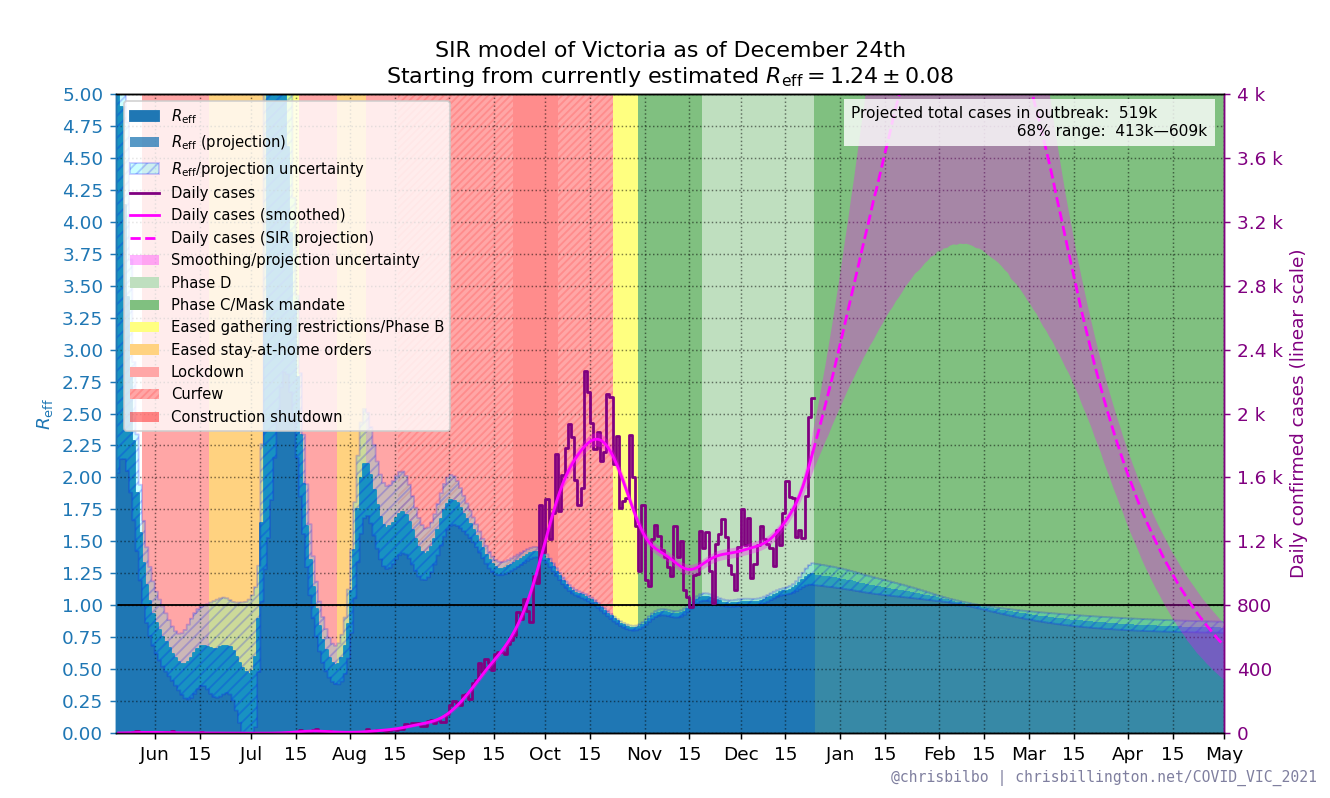 SIR model of Victoria as of December 24th
Starting from currently estimated Reff = 1.24 ± 0.08
Projected total cases in outbreak: 519k
68% range: 413k—609k
Reff
Reff (projection)
Reff/projection uncertainty
Daily cases
Daily cases (smoothed)
Daily cases (SIR projection)
Smoothing/projection uncertainty
Phase D
Phase C/Mask mandate
Eased gathering restrictions/Phase B
Eased stay-at-home orders
Lockdown
Curfew
Construction shutdown
Reff
5.00
4.75
4.50
4.25
4.00
3.75
3.50
3.25
3.00
2.75
2.50
2.25
2.00
1.75
1.50
1.25
1.00
0.75
0.50
0.25
0.00
4 k
3.6 k
3.2 k
2.8 k
2.4 k
2 k
1.6 k
1.2 k
800
400
0
Daily confirmed cases (linear scale)
Jun 15 Jul 15 Aug 15 Sep 15 Oct 15 Nov 15 Dec 15 Jan 15 Feb 15 Mar 15 Apr 15 May
@chrisbilbo | chrisbillington.net/COVID_VIC_2021